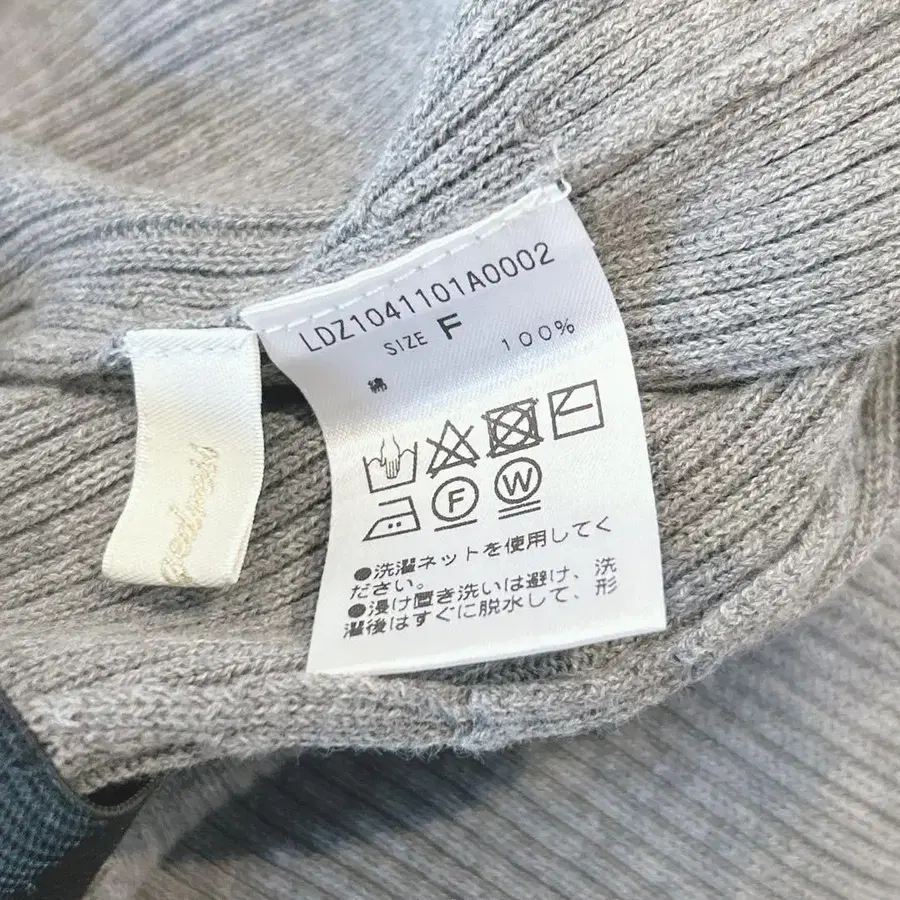 LDZ1041101A0002
SIZE F
綿 100%
F W
●洗濯ネットを使用してく
ださい。
●浸け置き洗いは避け、洗
濯後はすぐに脱水して、形